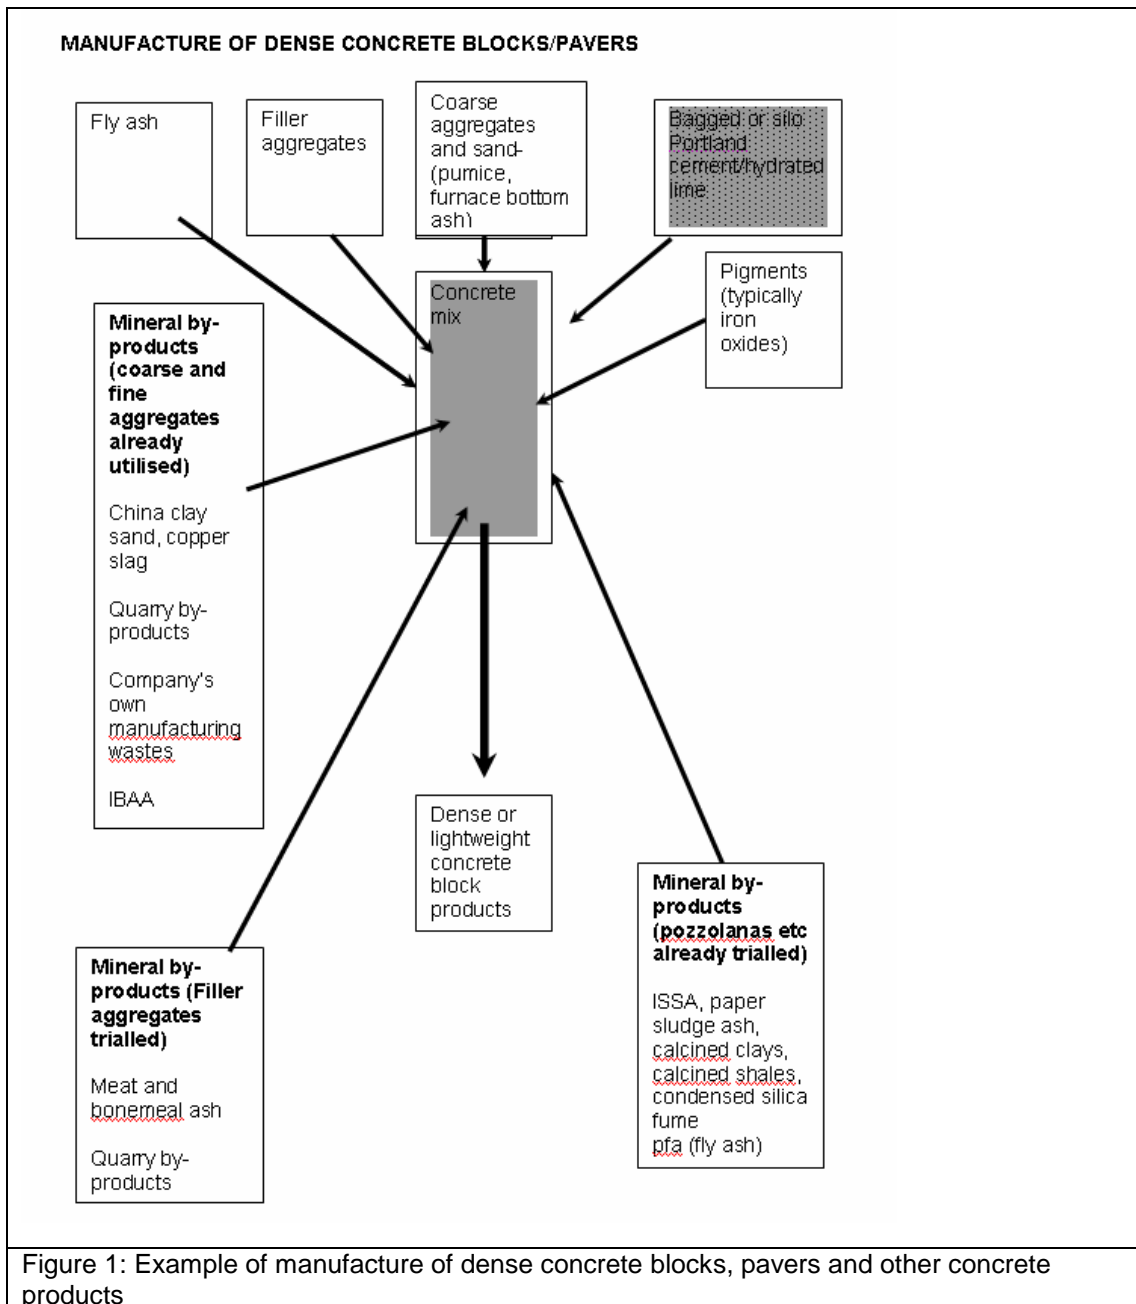 MANUFACTURE OF DENSE CONCRETE BLOCKS/PAVERS
Fly ash
Filler
aggregates
Coarse
aggregates
and sand-
(pumice,
furnace bottom
ash)
Bagged or silo
Portland
cement/hydrated
lime
Pigments
(typically
iron
oxides)
Concrete
mix
Mineral by-
products
(coarse and
fine
aggregates
already
utilised)
China clay
sand, copper
slag
Quarry by-
products
Company's
own
manufacturing
wastes
IBAA
Dense or
lightweight
concrete
block
products
Mineral by-
products
(pozzolanas etc
already trialled)
ISSA, paper
sludge ash,
calcined clays,
calcined shales,
condensed silica
fume
pfa (fly ash)
Mineral by-
products (Filler
aggregates
trialled)
Meat and
bonemeal ash
Quarry by-
products
Figure 1: Example of manufacture of dense concrete blocks, pavers and other concrete
products